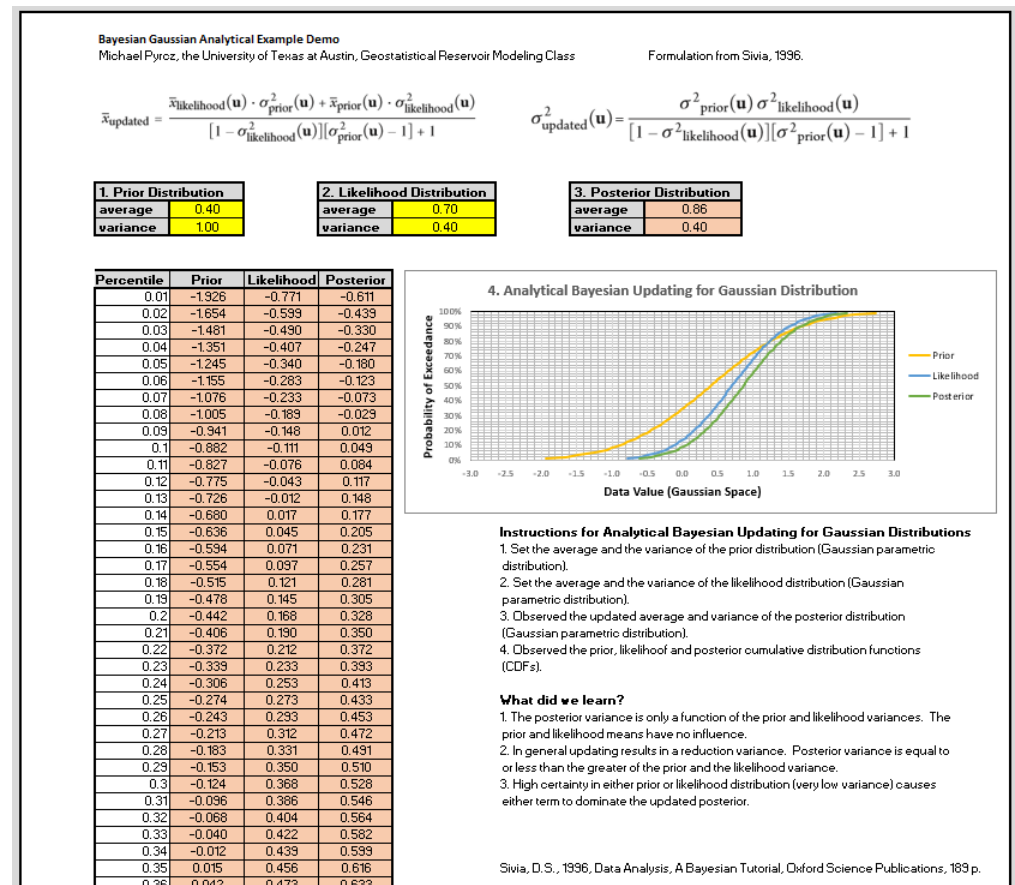 Bayesian Gaussian Analytical Example Demo
Michael Pyrcz, the University of Texas at Austin, Geostatistical Reservoir Modeling Class Formulation from Sivia, 1996.
x̅updated = x̅likelihood(u) · σ²prior(u) + x̅prior(u) · σ²likelihood(u) / [1 − σ²likelihood(u)][σ²prior(u) − 1] + 1
σ²updated(u) = σ²prior(u) σ²likelihood(u) / [1 − σ²likelihood(u)][σ²prior(u) − 1] + 1
1. Prior Distribution 2. Likelihood Distribution 3. Posterior Distribution
average 0.40 average 0.70 average 0.86
variance 1.00 variance 0.40 variance 0.40
Percentile Prior Likelihood Posterior
0.01 -1.926 -0.771 -0.611
0.02 -1.654 -0.599 -0.439
0.03 -1.481 -0.490 -0.330
0.04 -1.351 -0.407 -0.247
0.05 -1.245 -0.340 -0.180
0.06 -1.155 -0.283 -0.123
0.07 -1.076 -0.233 -0.073
0.08 -1.005 -0.189 -0.029
0.09 -0.941 -0.148 0.012
0.1 -0.882 -0.111 0.049
0.11 -0.827 -0.076 0.084
0.12 -0.775 -0.043 0.117
0.13 -0.726 -0.012 0.148
0.14 -0.680 0.017 0.177
0.15 -0.636 0.045 0.205
0.16 -0.594 0.071 0.231
0.17 -0.554 0.097 0.257
0.18 -0.515 0.121 0.281
0.19 -0.478 0.145 0.305
0.2 -0.442 0.168 0.328
0.21 -0.406 0.190 0.350
0.22 -0.372 0.212 0.372
0.23 -0.339 0.233 0.393
0.24 -0.306 0.253 0.413
0.25 -0.274 0.273 0.433
0.26 -0.243 0.293 0.453
0.27 -0.213 0.312 0.472
0.28 -0.183 0.331 0.491
0.29 -0.153 0.350 0.510
0.3 -0.124 0.368 0.528
0.31 -0.096 0.386 0.546
0.32 -0.068 0.404 0.564
0.33 -0.040 0.422 0.582
0.34 -0.012 0.439 0.599
0.35 0.015 0.456 0.616
0.36 0.042 0.473 0.633
4. Analytical Bayesian Updating for Gaussian Distribution
Probability of Exceedance
100%
90%
80%
70%
60%
50%
40%
30%
20%
10%
0%
-3.0 -2.5 -2.0 -1.5 -1.0 -0.5 0.0 0.5 1.0 1.5 2.0 2.5 3.0
Data Value (Gaussian Space)
Prior
Likelihood
Posterior
Instructions for Analytical Bayesian Updating for Gaussian Distributions
1. Set the average and the variance of the prior distribution (Gaussian parametric
distribution).
2. Set the average and the variance of the likelihood distribution (Gaussian
parametric distribution).
3. Observed the updated average and variance of the posterior distribution
(Gaussian parametric distribution).
4. Observed the prior, likelihoof and posterior cumulative distribution functions
(CDFs).
What did we learn?
1. The posterior variance is only a function of the prior and likelihood variances. The
prior and likelihood means have no influence.
2. In general updating results in a reduction variance. Posterior variance is equal to
or less than the greater of the prior and the likelihood variance.
3. High certainty in either prior or likelihood distribution (very low variance) causes
either term to dominate the updated posterior.
Sivia, D.S., 1996, Data Analysis, A Bayesian Tutorial, Oxford Science Publications, 189 p.